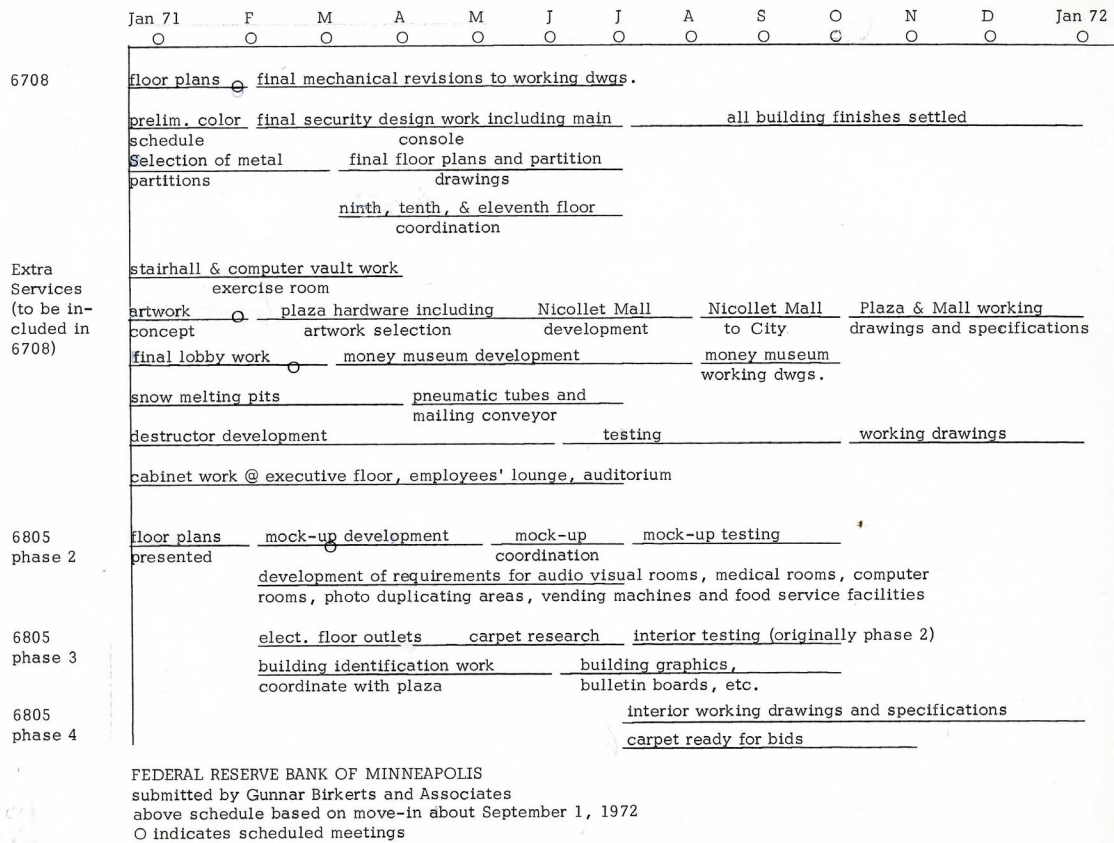 Jan 71 F M A M J J A S O N D Jan 72
O O O O O O O O O O O O O
6708 floor plans O final mechanical revisions to working dwgs.
prelim. color final security design work including main all building finishes settled
schedule console
Selection of metal final floor plans and partition
partitions drawings
ninth, tenth, & eleventh floor
coordination
Extra stairhall & computer vault work
Services exercise room
(to be in- artwork O plaza hardware including Nicollet Mall Nicollet Mall Plaza & Mall working
cluded in concept artwork selection development to City drawings and specifications
6708)
final lobby work O money museum development money museum
working dwgs.
snow melting pits pneumatic tubes and
mailing conveyor
destructor development testing working drawings
cabinet work @ executive floor, employees' lounge, auditorium
6805 floor plans mock-up development mock-up mock-up testing
phase 2 presented O coordination
development of requirements for audio visual rooms, medical rooms, computer
rooms, photo duplicating areas, vending machines and food service facilities
6805 elect. floor outlets carpet research interior testing (originally phase 2)
phase 3 building identification work building graphics,
coordinate with plaza bulletin boards, etc.
6805 interior working drawings and specifications
phase 4 carpet ready for bids
FEDERAL RESERVE BANK OF MINNEAPOLIS
submitted by Gunnar Birkerts and Associates
above schedule based on move-in about September 1, 1972
O indicates scheduled meetings